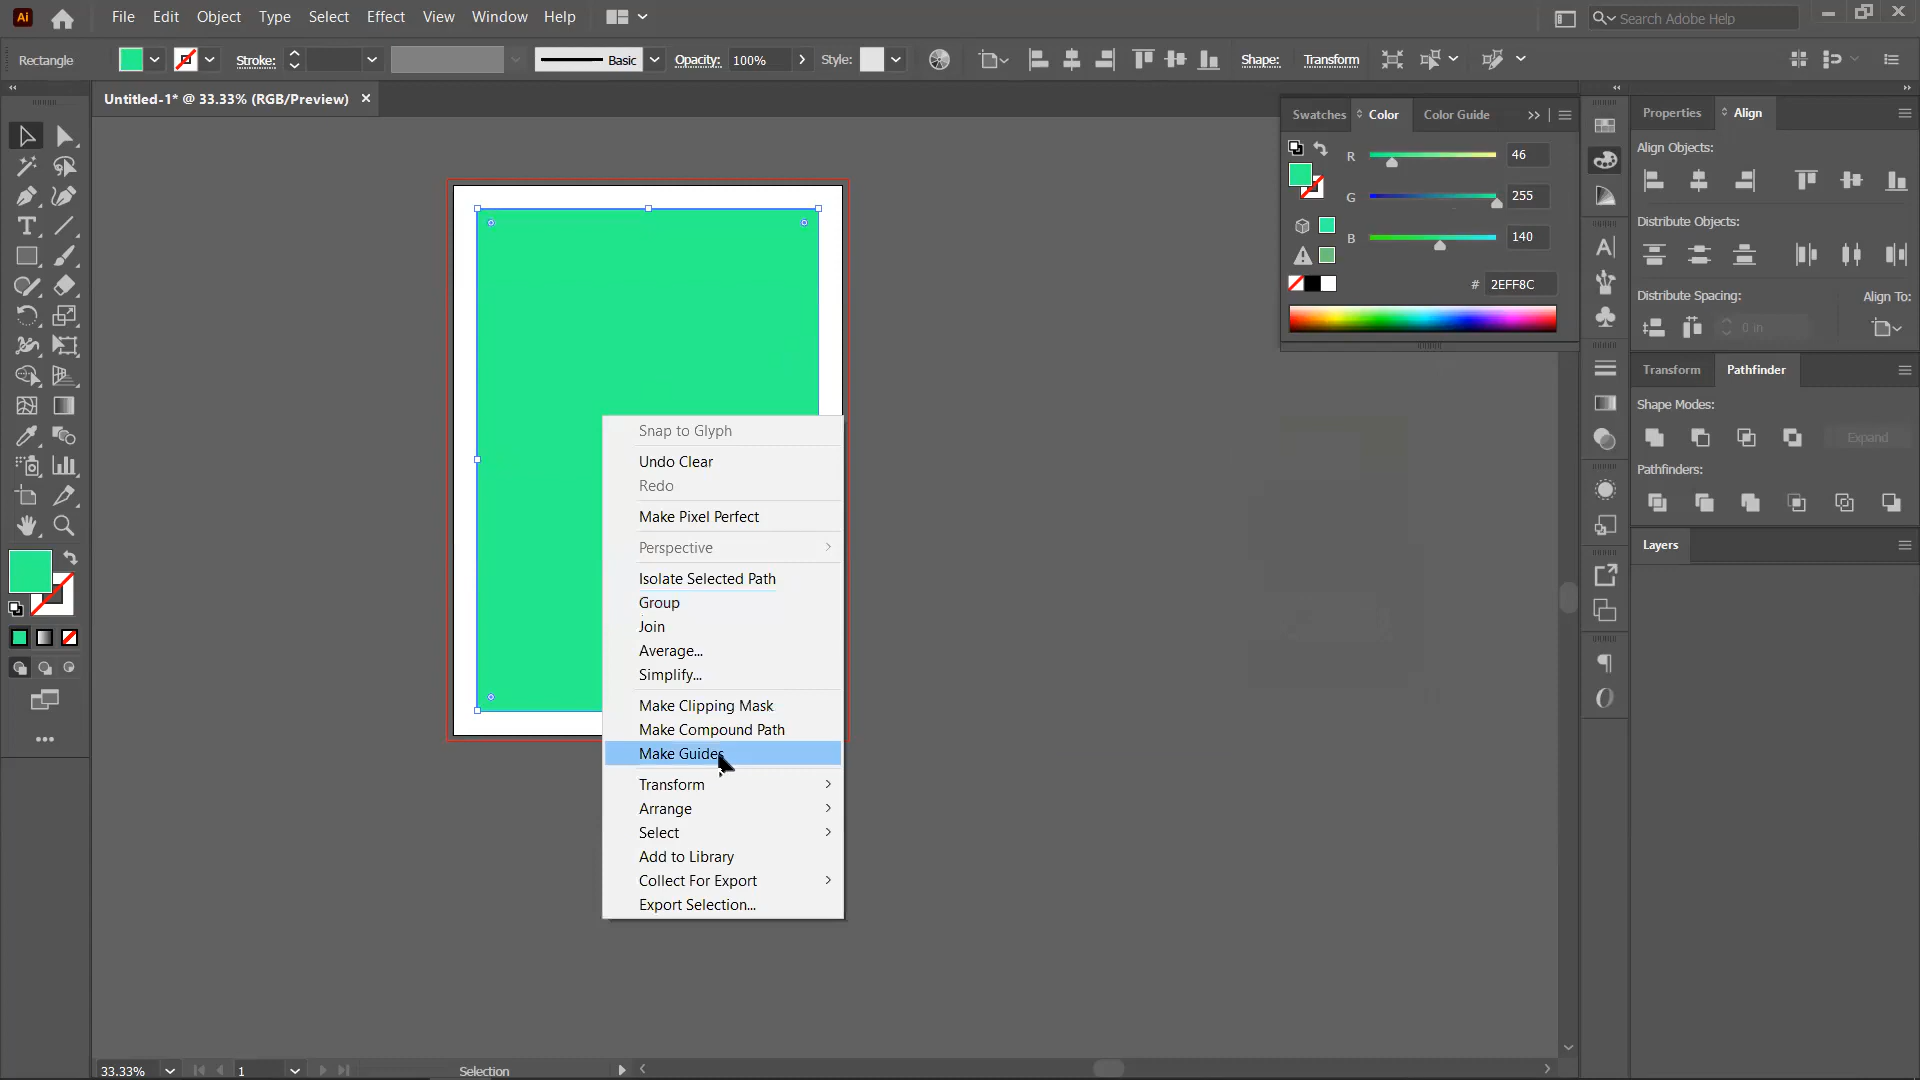 Ai File Edit Object Type Select Effect View Window Help Search Adobe Help
Rectangle Stroke: Basic Opacity: 100% Style: Shape: Transform
Untitled-1* @ 33.33% (RGB/Preview)
Swatches Color Color Guide
R 46
G 255
B 140
# 2EFF8C
Properties Align
Align Objects:
Distribute Objects:
Distribute Spacing: Align To:
0 in
Transform Pathfinder
Shape Modes:
Expand
Pathfinders:
Layers
Snap to Glyph
Undo Clear
Redo
Make Pixel Perfect
Perspective
Isolate Selected Path
Group
Join
Average...
Simplify...
Make Clipping Mask
Make Compound Path
Make Guides
Transform
Arrange
Select
Add to Library
Collect For Export
Export Selection...
33.33% 1 Selection